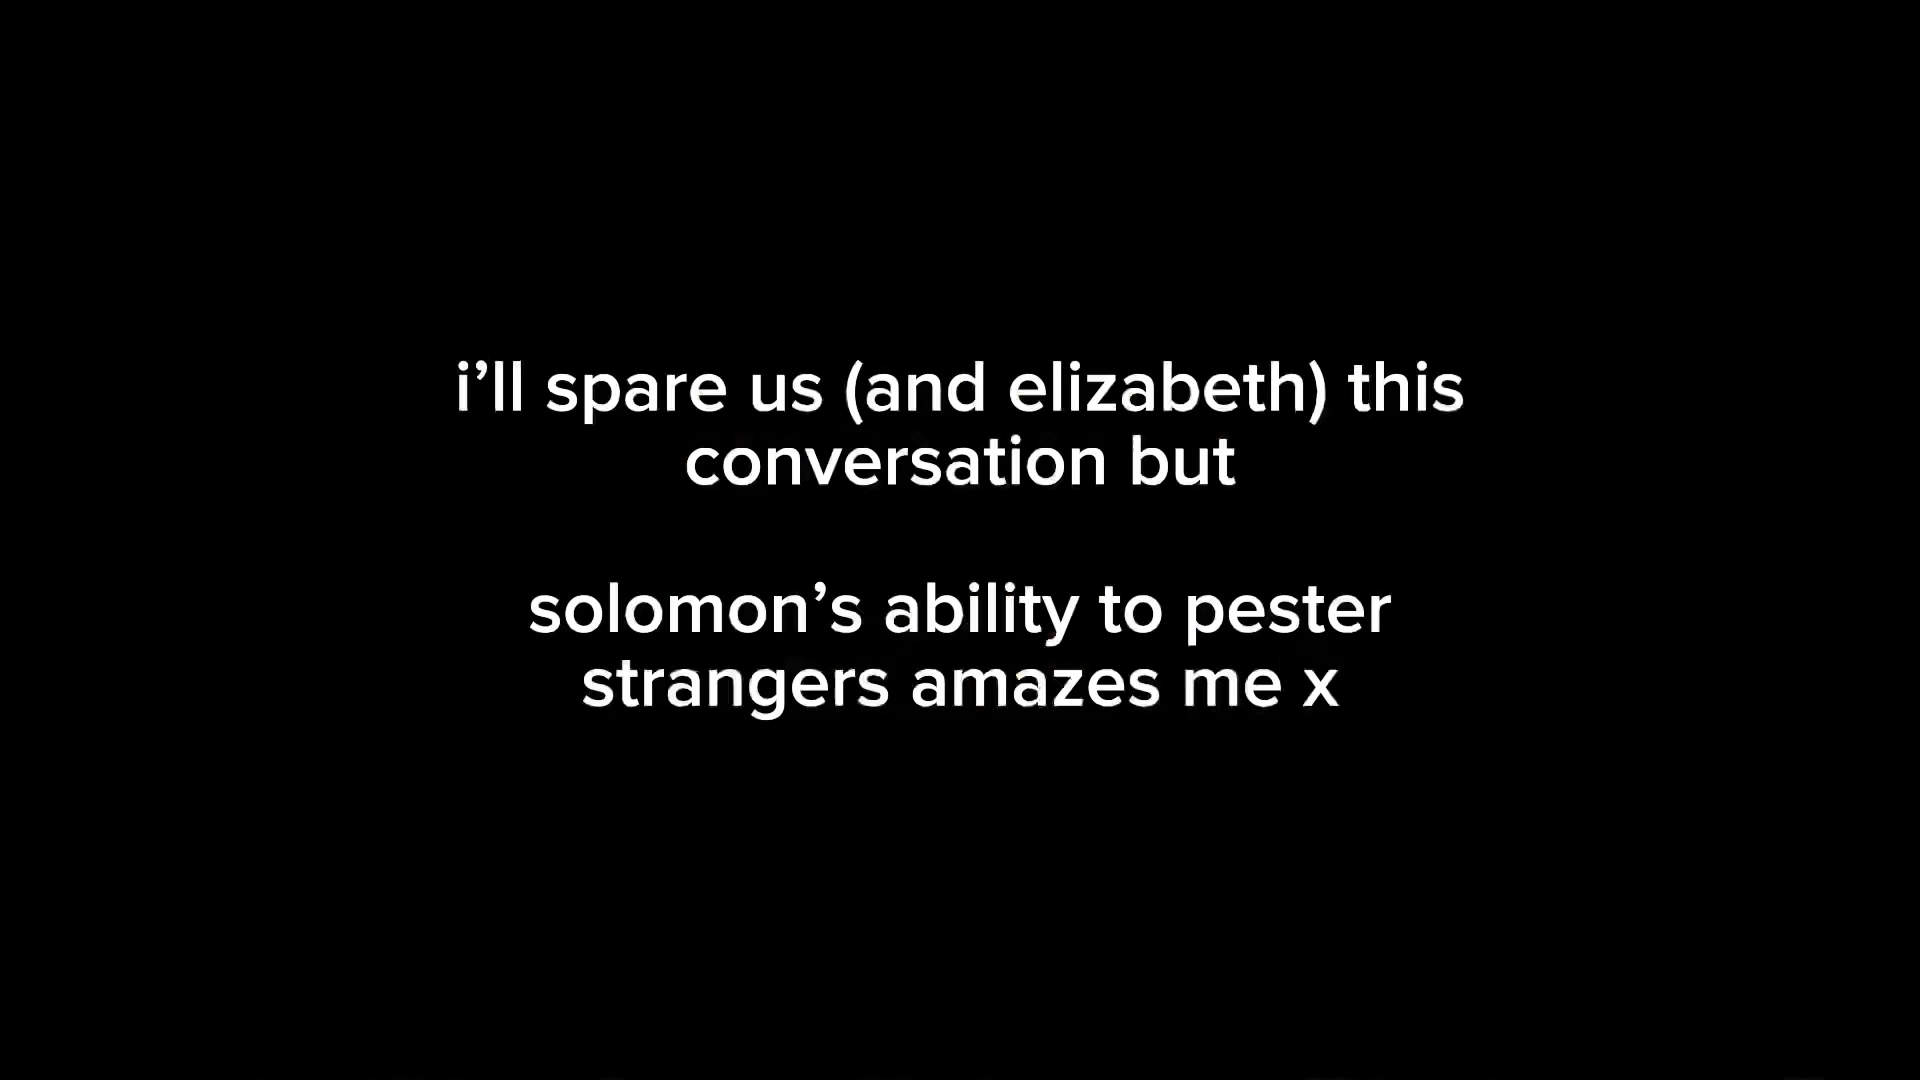 i’ll spare us (and elizabeth) this
conversation but
solomon’s ability to pester
strangers amazes me x